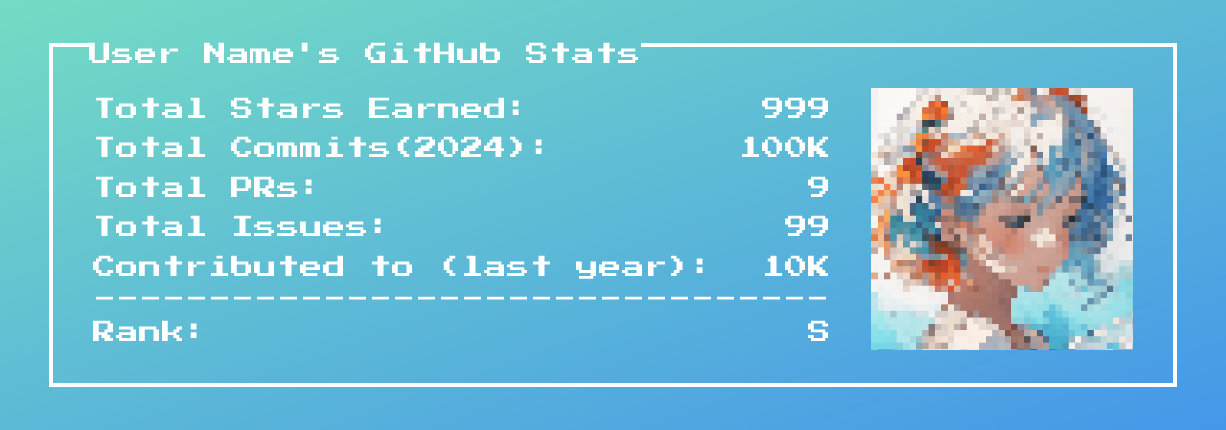 User Name's GitHub Stats
Total Stars Earned: 999
Total Commits(2024): 100K
Total PRs: 9
Total Issues: 99
Contributed to (last year): 10K
--------------------------------
Rank: S